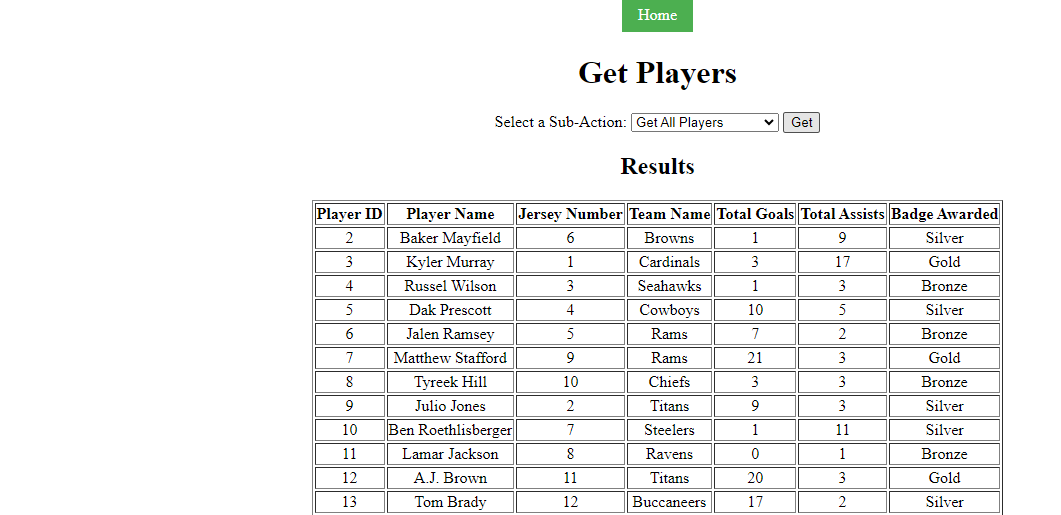 Home
Get Players
Select a Sub-Action: Get All Players Get
Results
Player ID Player Name Jersey Number Team Name Total Goals Total Assists Badge Awarded
2 Baker Mayfield 6 Browns 1 9 Silver
3 Kyler Murray 1 Cardinals 3 17 Gold
4 Russel Wilson 3 Seahawks 1 3 Bronze
5 Dak Prescott 4 Cowboys 10 5 Silver
6 Jalen Ramsey 5 Rams 7 2 Bronze
7 Matthew Stafford 9 Rams 21 3 Gold
8 Tyreek Hill 10 Chiefs 3 3 Bronze
9 Julio Jones 2 Titans 9 3 Silver
10 Ben Roethlisberger 7 Steelers 1 11 Silver
11 Lamar Jackson 8 Ravens 0 1 Bronze
12 A.J. Brown 11 Titans 20 3 Gold
13 Tom Brady 12 Buccaneers 17 2 Silver